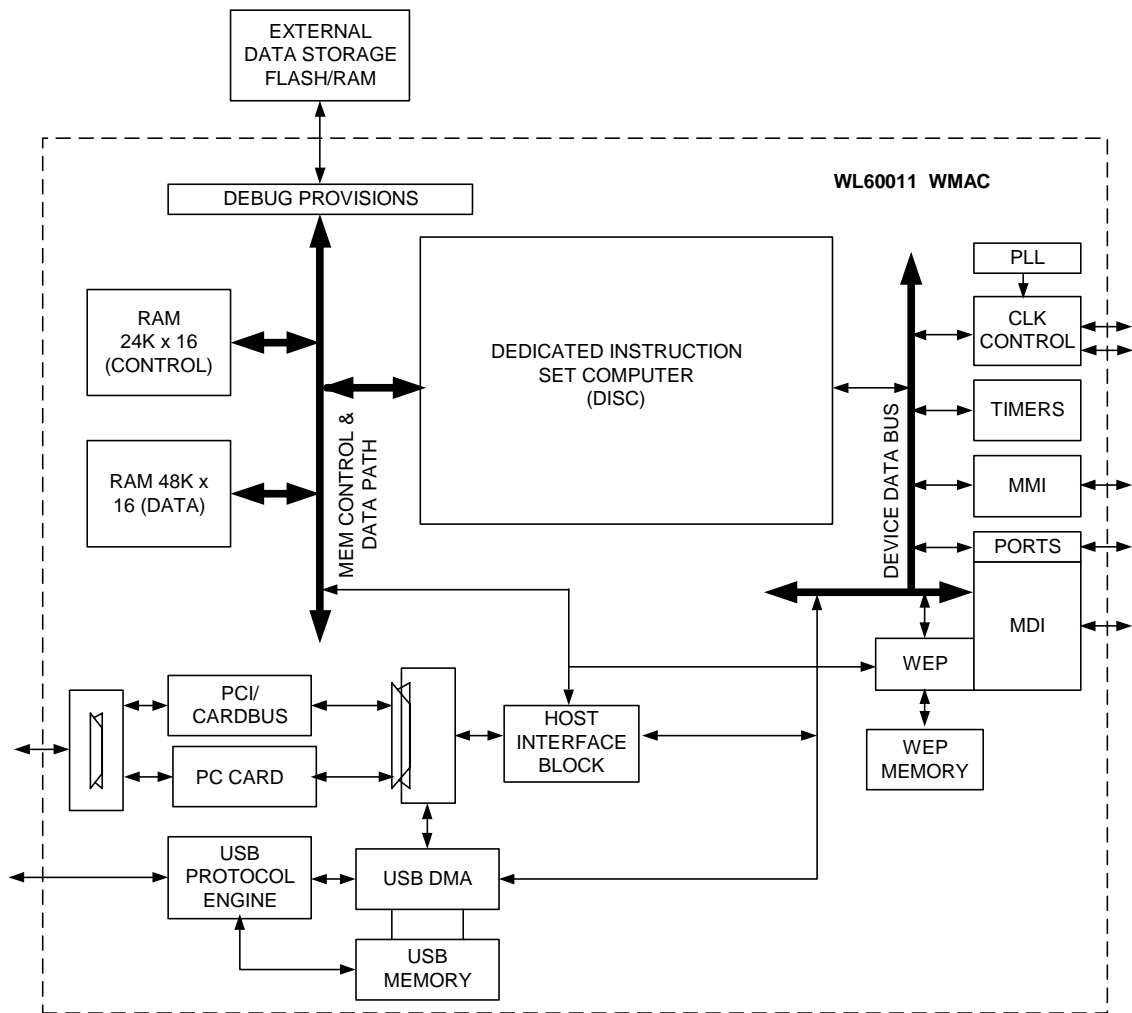 EXTERNAL
DATA STORAGE
FLASH/RAM
WL60011 WMAC
DEBUG PROVISIONS
PLL
RAM
24K x 16
(CONTROL)
CLK
CONTROL
DEDICATED INSTRUCTION
SET COMPUTER
(DISC)
TIMERS
RAM 48K x
16 (DATA)
MEM CONTROL &
DATA PATH
DEVICE DATA BUS
MMI
PORTS
MDI
WEP
PCI/
CARDBUS
HOST
INTERFACE
BLOCK
WEP
MEMORY
PC CARD
USB
PROTOCOL
ENGINE
USB DMA
USB
MEMORY